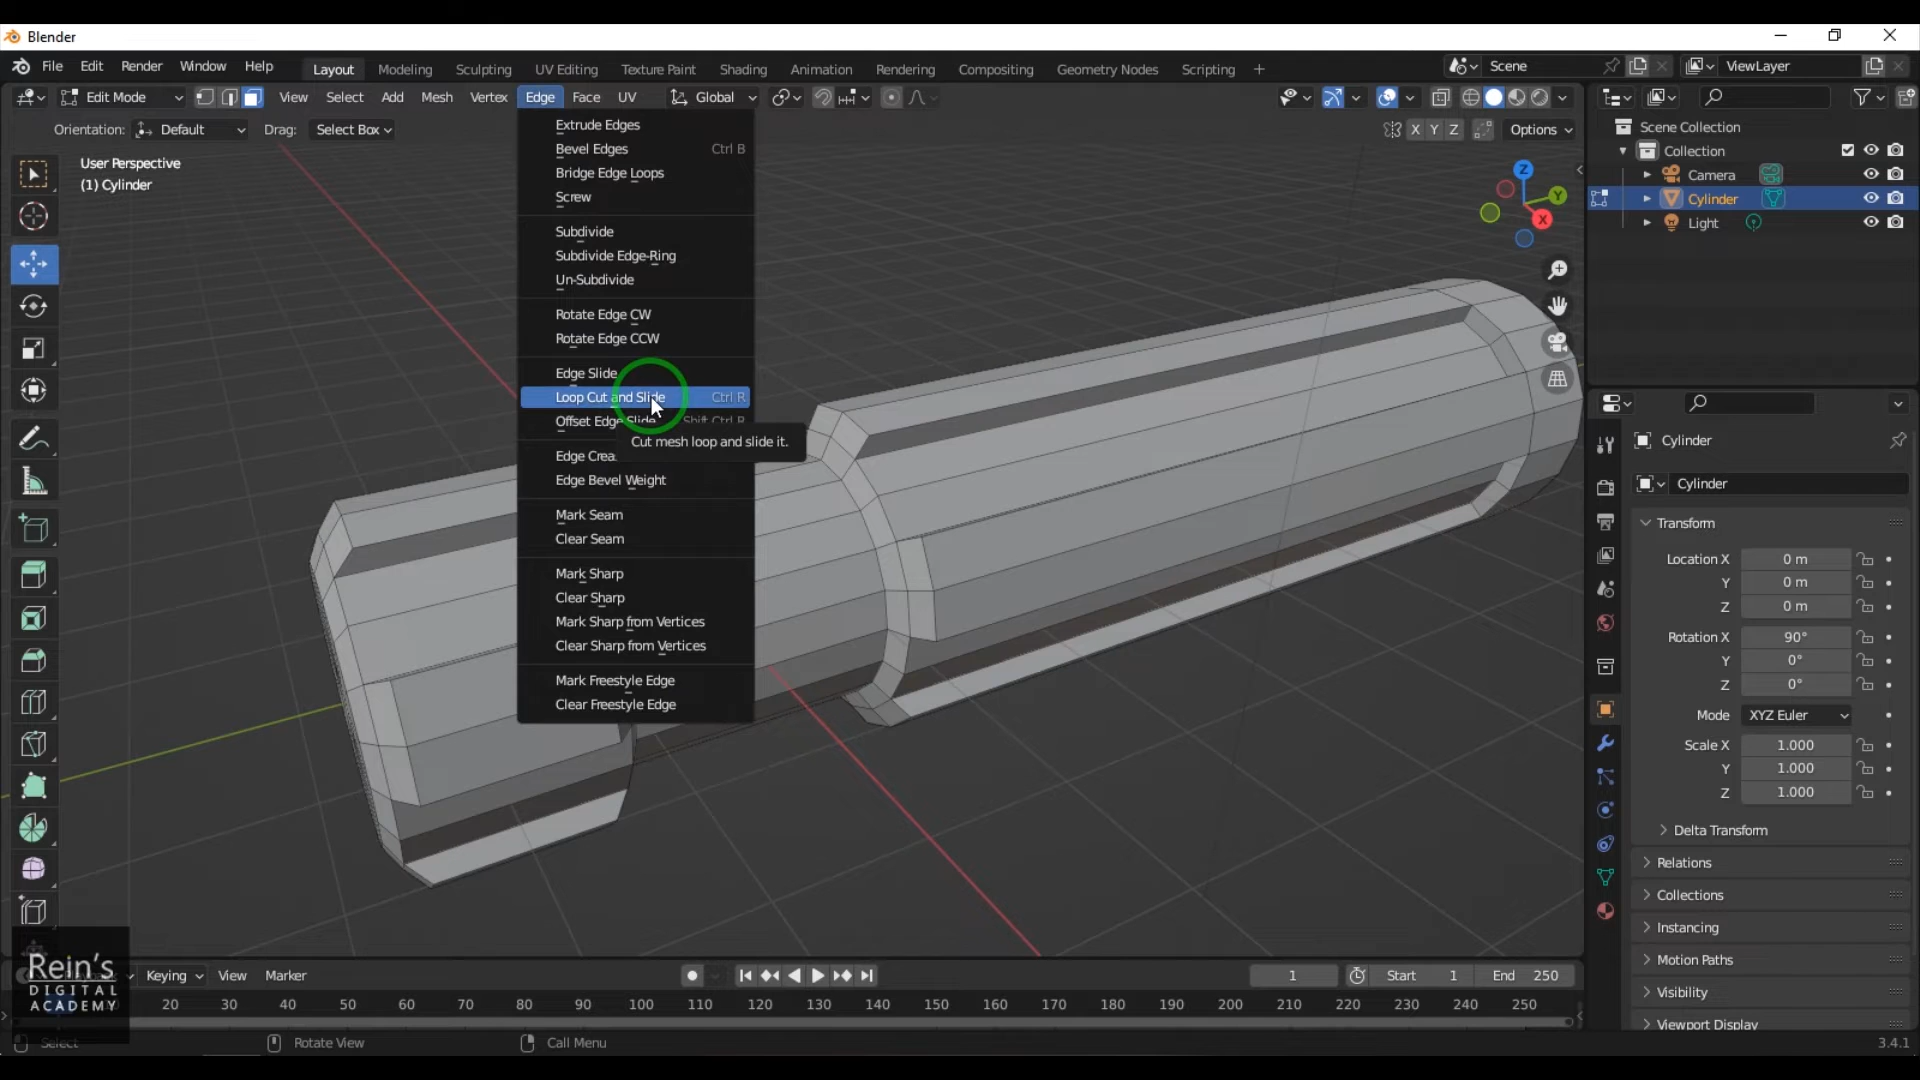 Blender
File Edit Render Window Help Layout Modeling Sculpting UV Editing Texture Paint Shading Animation Rendering Compositing Geometry Nodes Scripting + Scene ViewLayer
Edit Mode View Select Add Mesh Vertex Edge Face UV Global
Orientation: Default Drag: Select Box X Y Z Options
User Perspective
(1) Cylinder
Extrude Edges
Bevel Edges Ctrl B
Bridge Edge Loops
Screw
Subdivide
Subdivide Edge-Ring
Un-Subdivide
Rotate Edge CW
Rotate Edge CCW
Edge Slide
Loop Cut and Slide Ctrl R
Offset Edge Slide Shift Ctrl R
Cut mesh loop and slide it.
Edge Crea
Edge Bevel Weight
Mark Seam
Clear Seam
Mark Sharp
Clear Sharp
Mark Sharp from Vertices
Clear Sharp from Vertices
Mark Freestyle Edge
Clear Freestyle Edge
Z
Y
X
Scene Collection
Collection
Camera
Cylinder
Light
Cylinder
Cylinder
Transform
Location X 0 m
Y 0 m
Z 0 m
Rotation X 90°
Y 0°
Z 0°
Mode XYZ Euler
Scale X 1.000
Y 1.000
Z 1.000
Delta Transform
Relations
Collections
Instancing
Motion Paths
Visibility
Viewport Display
Rein's
DIGITAL
ACADEMY
Keying View Marker 1 Start 1 End 250
20 30 40 50 60 70 80 90 100 110 120 130 140 150 160 170 180 190 200 210 220 230 240 250
Select Rotate View Call Menu 3.4.1